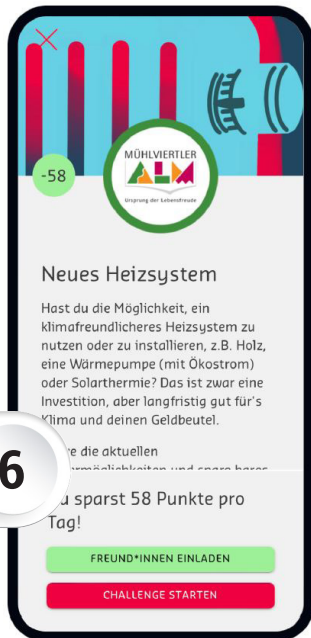 -58
MÜHLVIERTLER
ALM
Ursprung der Lebensfreude
Neues Heizsystem
Hast du die Möglichkeit, ein
klimafreundlicheres Heizsystem zu
nutzen oder zu installieren, z.B. Holz,
eine Wärmepumpe (mit Ökostrom)
oder Solarthermie? Das ist zwar eine
Investition, aber langfristig gut für's
Klima und deinen Geldbeutel.
die aktuellen
und spare bares
6
sparst 58 Punkte pro
Tag!
FREUND*INNEN EINLADEN
CHALLENGE STARTEN